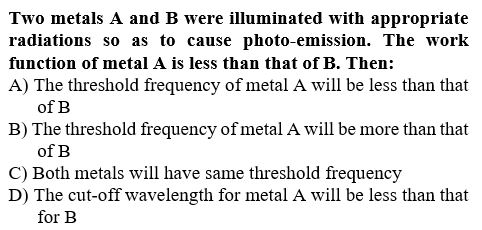 Two metals A and B were illuminated with appropriate
radiations so as to cause photo-emission. The work
function of metal A is less than that of B. Then:
A) The threshold frequency of metal A will be less than that
of B
B) The threshold frequency of metal A will be more than that
of B
C) Both metals will have same threshold frequency
D) The cut-off wavelength for metal A will be less than that
for B